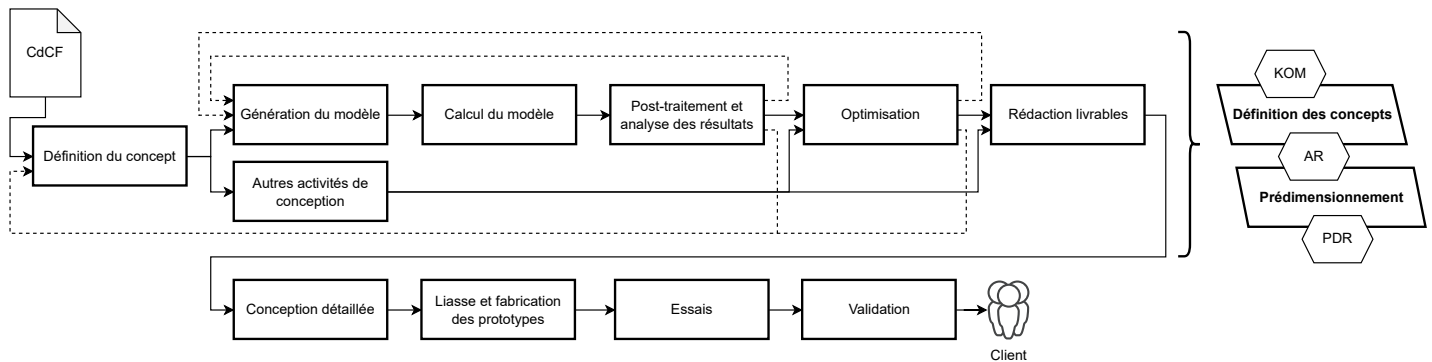 CdCF
KOM
Génération du modèle
Calcul du modèle
Post-traitement et
analyse des résultats
Optimisation
Rédaction livrables
Définition des concepts
Définition du concept
AR
Autres activités de
conception
Prédimensionnement
PDR
Conception détaillée
Liasse et fabrication
des prototypes
Essais
Validation
Client